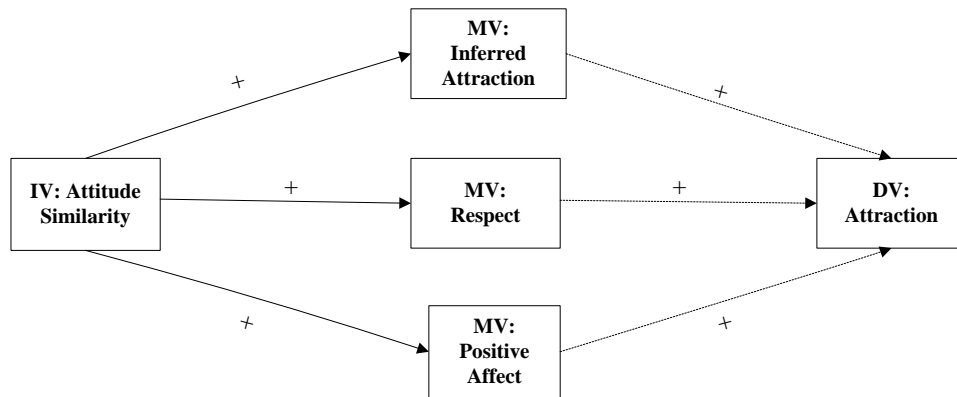 MV:
Inferred
Attraction
+
+
IV: Attitude
Similarity
+
MV:
Respect
+
DV:
Attraction
+
MV:
Positive
Affect
+